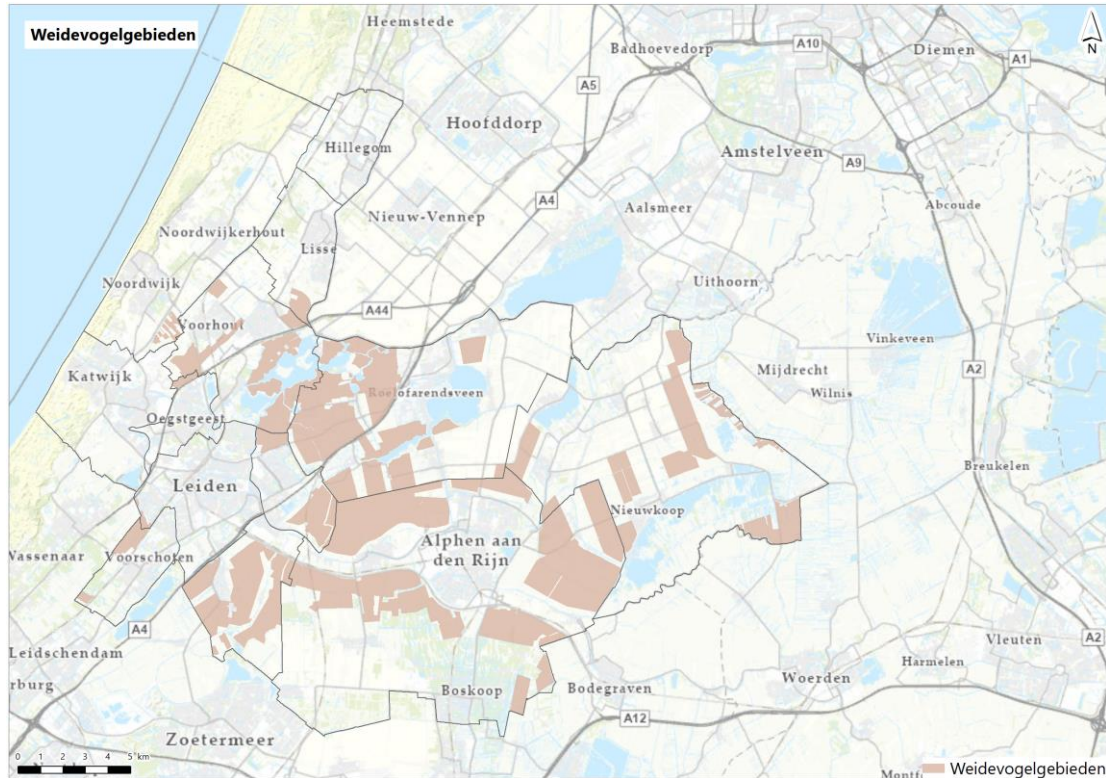 Weidevogelgebieden
Heemstede
Badhoevedorp
A10
Diemen
A1
N
A5
Hoofddorp
Hillegom
Amstelveen
A9
A4
Nieuw-Vennep
Aalsmeer
Abcoude
Noordwijkerhout
Lisse
Noordwijk
Uithoorn
A44
Voorhout
Vinkeveen
Katwijk
Mijdrecht
A2
Roelofarendsveen
Wilnis
Oegstgeest
Breukelen
Leiden
Nieuwkoop
Alphen aan
den Rijn
Wassenaar
Voorschoten
A4
Leidschendam
Vleuten
A2
Harmelen
Woerden
rburg
Boskoop
Bodegraven
A12
Zoetermeer
0 1 2 3 4 5 km
Weidevogelgebieden